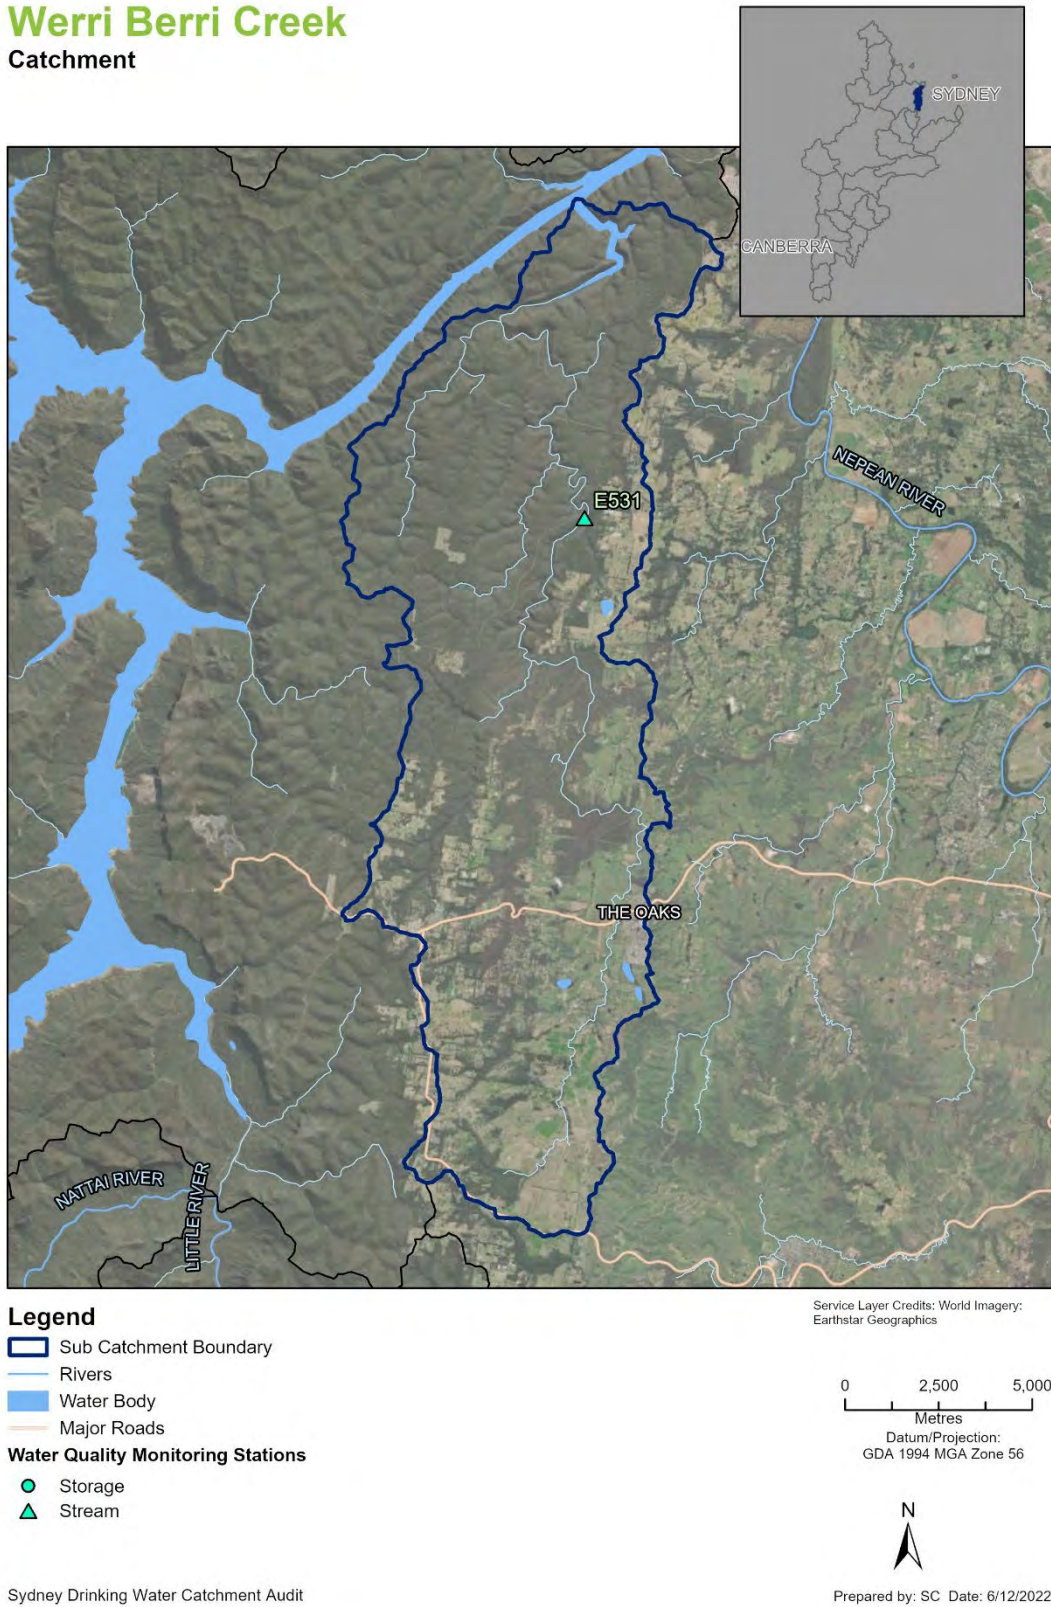 Werri Berri Creek
Catchment
SYDNEY
CANBERRA
NEPEAN RIVER
E531
THE OAKS
NATTAI RIVER
LITTLE RIVER
Legend
Sub Catchment Boundary
Rivers
Water Body
Major Roads
Water Quality Monitoring Stations
Storage
Stream
Service Layer Credits: World Imagery:
Earthstar Geographics
0 2,500 5,000
Metres
Datum/Projection:
GDA 1994 MGA Zone 56
N
Sydney Drinking Water Catchment Audit
Prepared by: SC Date: 6/12/2022